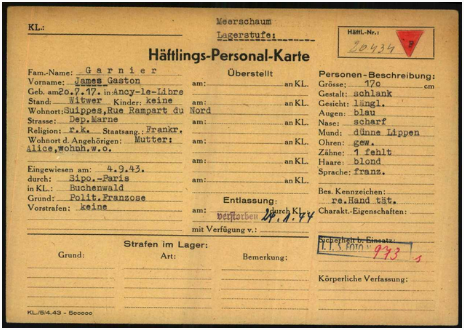 Meerschaum
KL.: Lagerstufe: Häftl.-Nr.:
20434
F
Häftlings-Personal-Karte
Fam.-Name: Garnier
Vorname: James Gaston
Geb. am 20.7.17. in Ancy-le-Libre
Stand: Witwer Kinder: keine
Wohnort: Suippes, Rue Rampart du Nord
Strasse: Dep. Marne
Religion: r.k. Staatsang. Frankr.
Wohnort d. Angehörigen: Mutter:
Alice, wohnh. w.o.
Eingewiesen am: 4.9.43.
durch: Sipo.-Paris
in KL.: Buchenwald
Grund: Polit. Franzose
Vorstrafen: keine
Überstellt
am: an KL.
am: an KL.
am: an KL.
am: an KL.
am: an KL.
am: an KL.
Entlassung:
am: durch KL.:
verstorben 44
mit Verfügung v.:
Personen-Beschreibung:
Grösse: 170 cm
Gestalt: schlank
Gesicht: längl.
Augen: blau
Nase: scharf
Mund: dünne Lippen
Ohren: gew.
Zähne: 1 fehlt
Haare: blond
Sprache: franz.
Bes. Kennzeichen:
re. Hand tät.
Charakt.-Eigenschaften:
Sicherheit b. Einsatz:
I.T.S. FOTO 973
Körperliche Verfassung:
Strafen im Lager:
Grund: Art: Bemerkung:
KL/5/4-43 - 500000